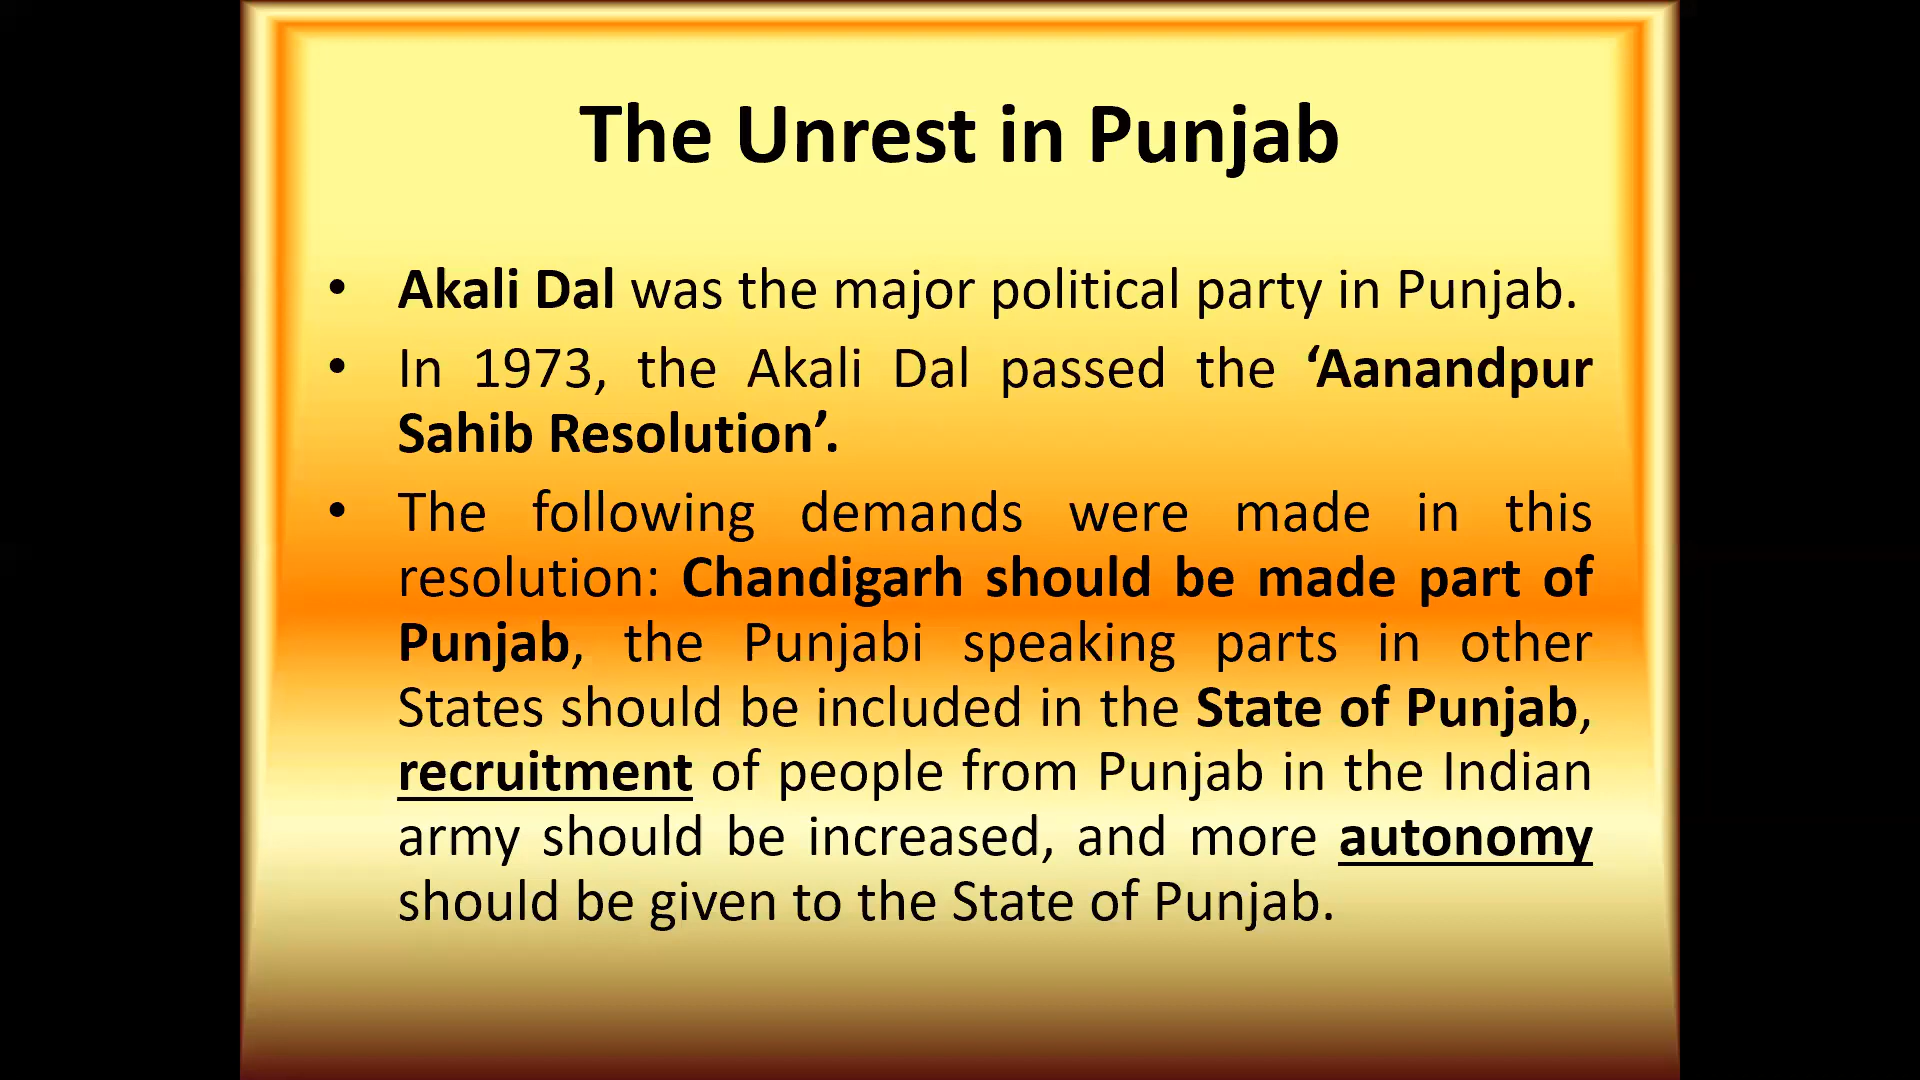 The Unrest in Punjab
• Akali Dal was the major political party in Punjab.
• In 1973, the Akali Dal passed the ‘Aanandpur
Sahib Resolution’.
• The following demands were made in this
resolution: Chandigarh should be made part of
Punjab, the Punjabi speaking parts in other
States should be included in the State of Punjab,
recruitment of people from Punjab in the Indian
army should be increased, and more autonomy
should be given to the State of Punjab.